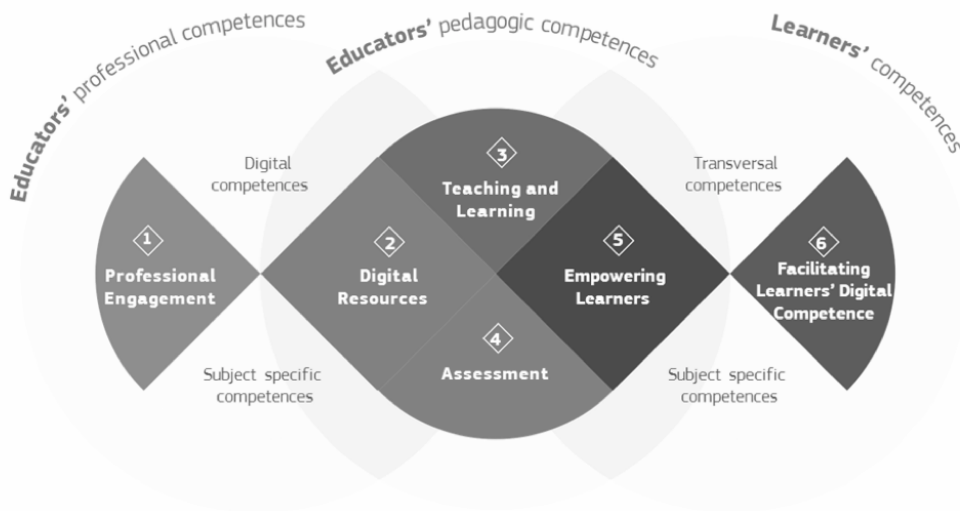 Educators' professional competences
Educators' pedagogic competences
Learners' competences
Digital
competences
Transversal
competences
1
Professional
Engagement
2
Digital
Resources
3
Teaching and
Learning
4
Assessment
5
Empowering
Learners
6
Facilitating
Learners' Digital
Competence
Subject specific
competences
Subject specific
competences